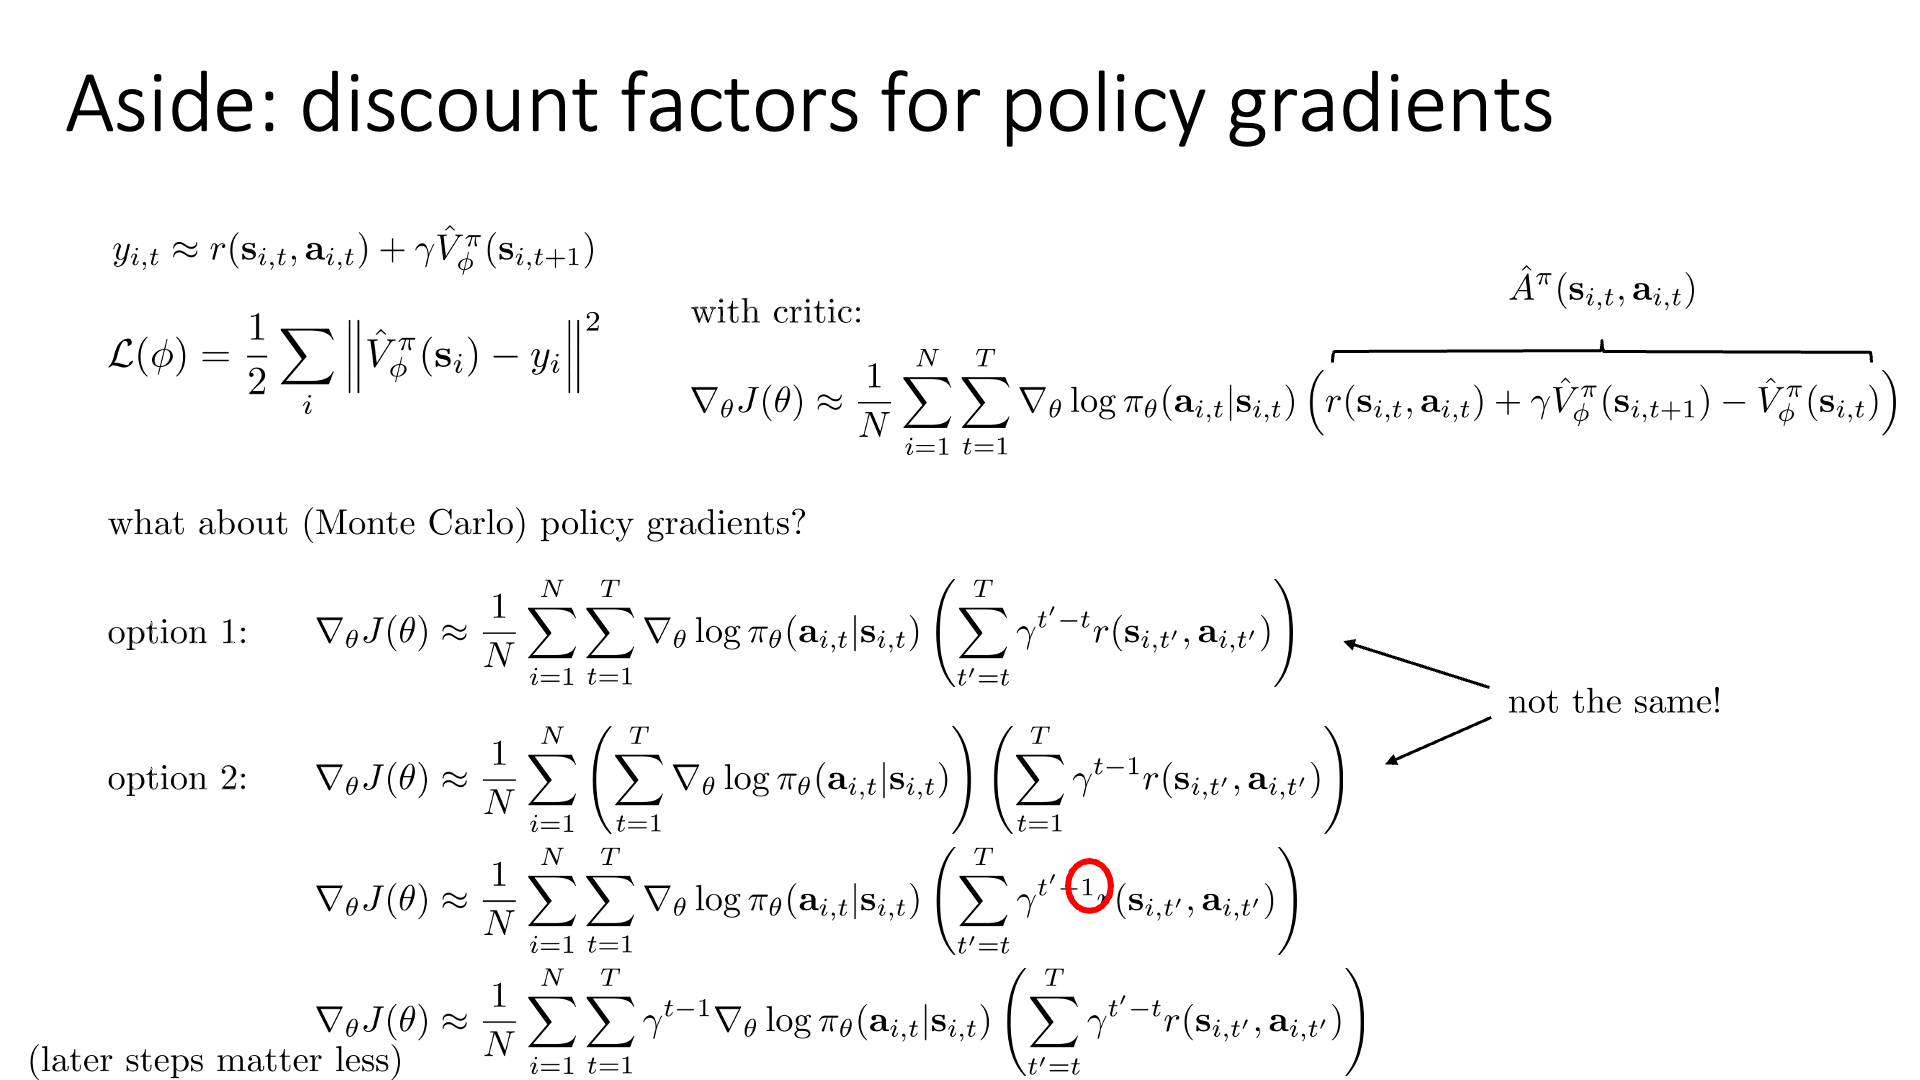 Aside: discount factors for policy gradients
$y_{i,t} \approx r(\mathbf{s}_{i,t}, \mathbf{a}_{i,t}) + \gamma \hat{V}^\pi_\phi(\mathbf{s}_{i,t+1})$
$\mathcal{L}(\phi) = \frac{1}{2} \sum_i \left\| \hat{V}^\pi_\phi(\mathbf{s}_i) - y_i \right\|^2$
with critic:
$\hat{A}^\pi(\mathbf{s}_{i,t}, \mathbf{a}_{i,t})$
$\nabla_\theta J(\theta) \approx \frac{1}{N} \sum_{i=1}^{N} \sum_{t=1}^{T} \nabla_\theta \log \pi_\theta(\mathbf{a}_{i,t}|\mathbf{s}_{i,t}) \left( r(\mathbf{s}_{i,t}, \mathbf{a}_{i,t}) + \gamma \hat{V}^\pi_\phi(\mathbf{s}_{i,t+1}) - \hat{V}^\pi_\phi(\mathbf{s}_{i,t}) \right)$
what about (Monte Carlo) policy gradients?
option 1: $\nabla_\theta J(\theta) \approx \frac{1}{N} \sum_{i=1}^{N} \sum_{t=1}^{T} \nabla_\theta \log \pi_\theta(\mathbf{a}_{i,t}|\mathbf{s}_{i,t}) \left( \sum_{t'=t}^{T} \gamma^{t'-t} r(\mathbf{s}_{i,t'}, \mathbf{a}_{i,t'}) \right)$
not the same!
option 2: $\nabla_\theta J(\theta) \approx \frac{1}{N} \sum_{i=1}^{N} \left( \sum_{t=1}^{T} \nabla_\theta \log \pi_\theta(\mathbf{a}_{i,t}|\mathbf{s}_{i,t}) \right) \left( \sum_{t=1}^{T} \gamma^{t-1} r(\mathbf{s}_{i,t'}, \mathbf{a}_{i,t'}) \right)$
$\nabla_\theta J(\theta) \approx \frac{1}{N} \sum_{i=1}^{N} \sum_{t=1}^{T} \nabla_\theta \log \pi_\theta(\mathbf{a}_{i,t}|\mathbf{s}_{i,t}) \left( \sum_{t'=t}^{T} \gamma^{t'-1} r(\mathbf{s}_{i,t'}, \mathbf{a}_{i,t'}) \right)$
$\nabla_\theta J(\theta) \approx \frac{1}{N} \sum_{i=1}^{N} \sum_{t=1}^{T} \gamma^{t-1} \nabla_\theta \log \pi_\theta(\mathbf{a}_{i,t}|\mathbf{s}_{i,t}) \left( \sum_{t'=t}^{T} \gamma^{t'-t} r(\mathbf{s}_{i,t'}, \mathbf{a}_{i,t'}) \right)$
(later steps matter less)